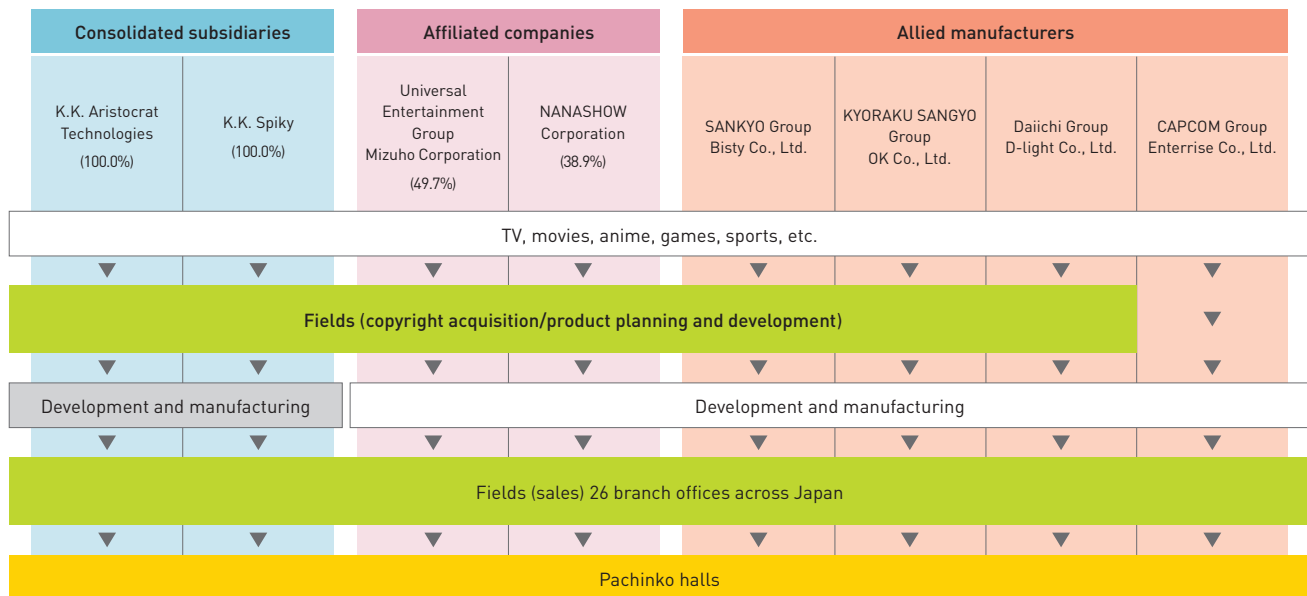 Consolidated subsidiaries
Affiliated companies
Allied manufacturers
K.K. Aristocrat
Technologies
(100.0%)
K.K. Spiky
(100.0%)
Universal
Entertainment
Group
Mizuho Corporation
(49.7%)
NANASHOW
Corporation
(38.9%)
SANKYO Group
Bisty Co., Ltd.
KYORAKU SANGYO
Group
OK Co., Ltd.
Daiichi Group
D-light Co., Ltd.
CAPCOM Group
Enterrise Co., Ltd.
TV, movies, anime, games, sports, etc.
Fields (copyright acquisition/product planning and development)
Development and manufacturing
Development and manufacturing
Fields (sales) 26 branch offices across Japan
Pachinko halls